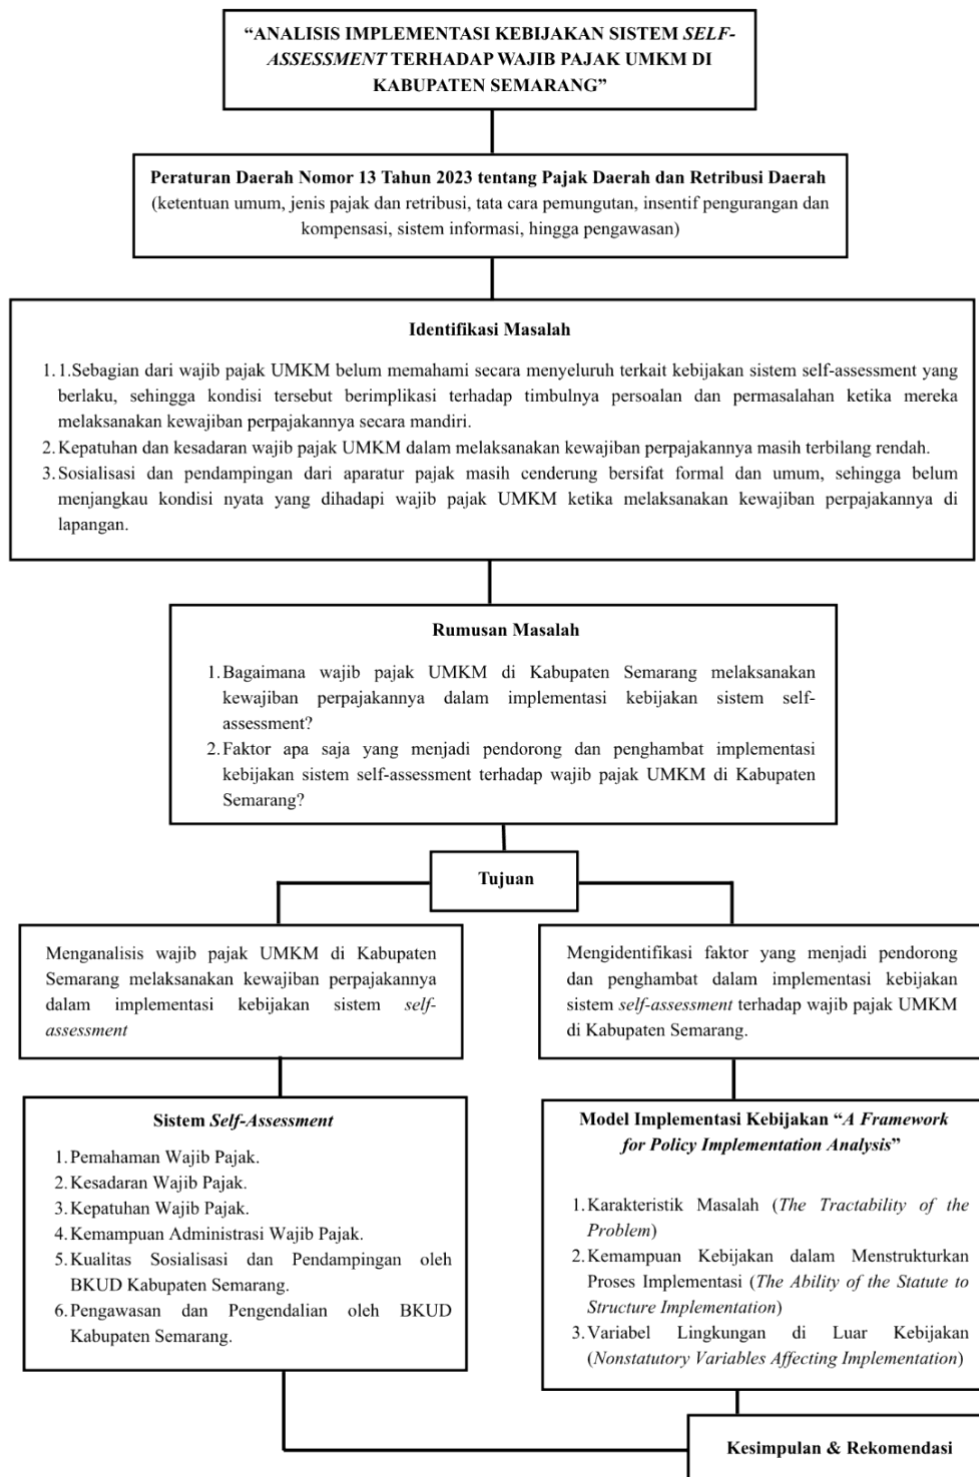 “ANALISIS IMPLEMENTASI KEBIJAKAN SISTEM SELF-
ASSESSMENT TERHADAP WAJIB PAJAK UMKM DI
KABUPATEN SEMARANG”
Peraturan Daerah Nomor 13 Tahun 2023 tentang Pajak Daerah dan Retribusi Daerah
(ketentuan umum, jenis pajak dan retribusi, tata cara pemungutan, insentif pengurangan dan
kompensasi, sistem informasi, hingga pengawasan)
Identifikasi Masalah
1. 1.Sebagian dari wajib pajak UMKM belum memahami secara menyeluruh terkait kebijakan sistem self-assessment yang
berlaku, sehingga kondisi tersebut berimplikasi terhadap timbulnya persoalan dan permasalahan ketika mereka
melaksanakan kewajiban perpajakannya secara mandiri.
2. Kepatuhan dan kesadaran wajib pajak UMKM dalam melaksanakan kewajiban perpajakannya masih terbilang rendah.
3. Sosialisasi dan pendampingan dari aparatur pajak masih cenderung bersifat formal dan umum, sehingga belum
menjangkau kondisi nyata yang dihadapi wajib pajak UMKM ketika melaksanakan kewajiban perpajakannya di
lapangan.
Rumusan Masalah
1. Bagaimana wajib pajak UMKM di Kabupaten Semarang melaksanakan
kewajiban perpajakannya dalam implementasi kebijakan sistem self-
assessment?
2. Faktor apa saja yang menjadi pendorong dan penghambat implementasi
kebijakan sistem self-assessment terhadap wajib pajak UMKM di Kabupaten
Semarang?
Tujuan
Menganalisis wajib pajak UMKM di Kabupaten
Semarang melaksanakan kewajiban perpajakannya
dalam implementasi kebijakan sistem self-
assessment
Mengidentifikasi faktor yang menjadi pendorong
dan penghambat dalam implementasi kebijakan
sistem self-assessment terhadap wajib pajak UMKM
di Kabupaten Semarang.
Sistem Self-Assessment
1. Pemahaman Wajib Pajak.
2. Kesadaran Wajib Pajak.
3. Kepatuhan Wajib Pajak.
4. Kemampuan Administrasi Wajib Pajak.
5. Kualitas Sosialisasi dan Pendampingan oleh
BKUD Kabupaten Semarang.
6. Pengawasan dan Pengendalian oleh BKUD
Kabupaten Semarang.
Model Implementasi Kebijakan “A Framework
for Policy Implementation Analysis”
1. Karakteristik Masalah (The Tractability of the
Problem)
2. Kemampuan Kebijakan dalam Menstrukturkan
Proses Implementasi (The Ability of the Statute to
Structure Implementation)
3. Variabel Lingkungan di Luar Kebijakan
(Nonstatutory Variables Affecting Implementation)
Kesimpulan & Rekomendasi